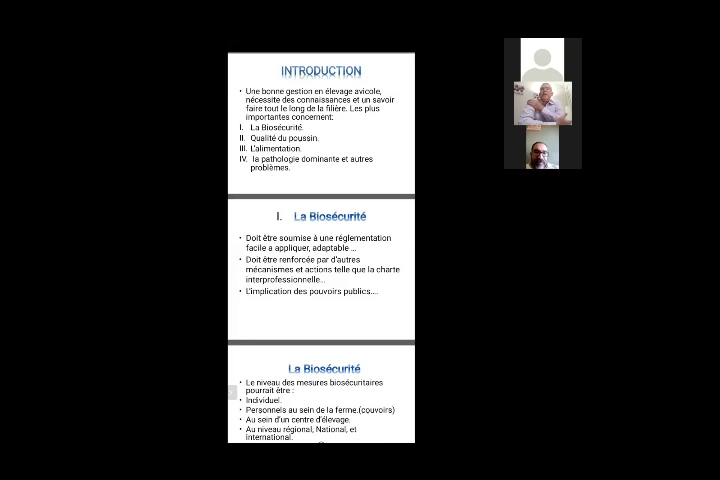 INTRODUCTION
• Une bonne gestion en élevage avicole,
nécessite des connaissances et un savoir
faire tout le long de la filière. Les plus
importantes concernent:
I. La Biosécurité.
II. Qualité du poussin.
III. L'alimentation.
IV. la pathologie dominante et autres
problèmes.
I. La Biosécurité
• Doit être soumise à une réglementation
facile a appliquer, adaptable ...
• Doit être renforcée par d'autres
mécanismes et actions telle que la charte
interprofessionnelle...
• L'implication des pouvoirs publics....
La Biosécurité
• Le niveau des mesures biosécuritaires
pourrait être :
• Individuel.
• Personnels au sein de la ferme.(couvoirs)
• Au sein d'un centre d'élevage.
• Au niveau régional, National, et
international.